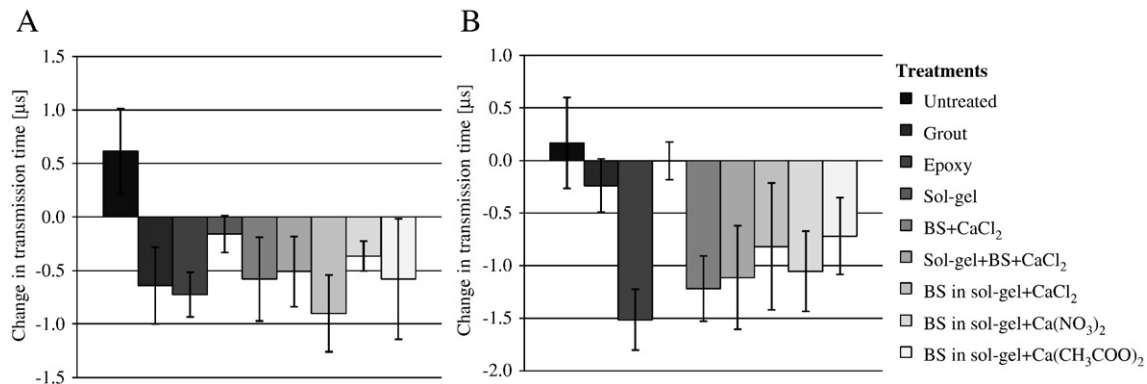 A
B
Change in transmission time [µs]
1.5
1.0
0.5
0.0
-0.5
-1.0
-1.5
Change in transmission time [µs]
1.0
0.5
0.0
-0.5
-1.0
-1.5
-2.0
Treatments
Untreated
Grout
Epoxy
Sol-gel
BS+CaCl₂
Sol-gel+BS+CaCl₂
BS in sol-gel+CaCl₂
BS in sol-gel+Ca(NO₃)₂
BS in sol-gel+Ca(CH₃COO)₂